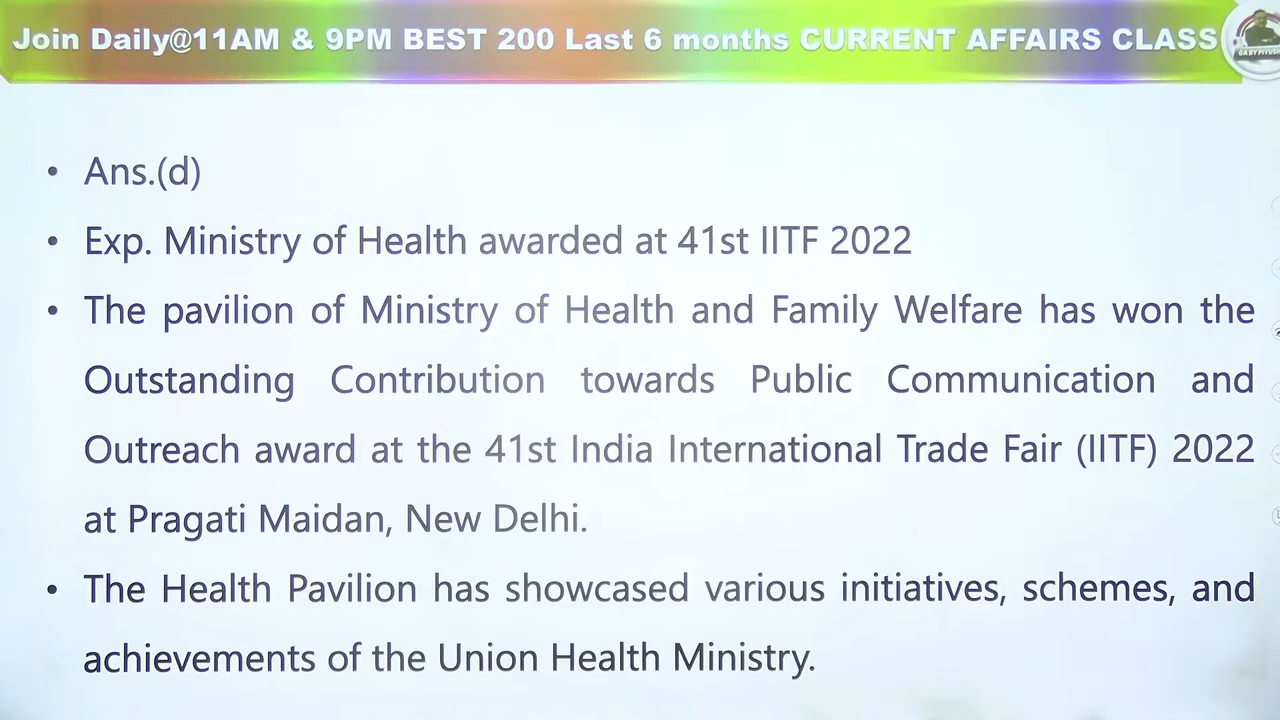 Join Daily@11AM & 9PM BEST 200 Last 6 months CURRENT AFFAIRS CLASS
GA BY PIYUSH
• Ans.(d)
• Exp. Ministry of Health awarded at 41st IITF 2022
• The pavilion of Ministry of Health and Family Welfare has won the
Outstanding Contribution towards Public Communication and
Outreach award at the 41st India International Trade Fair (IITF) 2022
at Pragati Maidan, New Delhi.
• The Health Pavilion has showcased various initiatives, schemes, and
achievements of the Union Health Ministry.